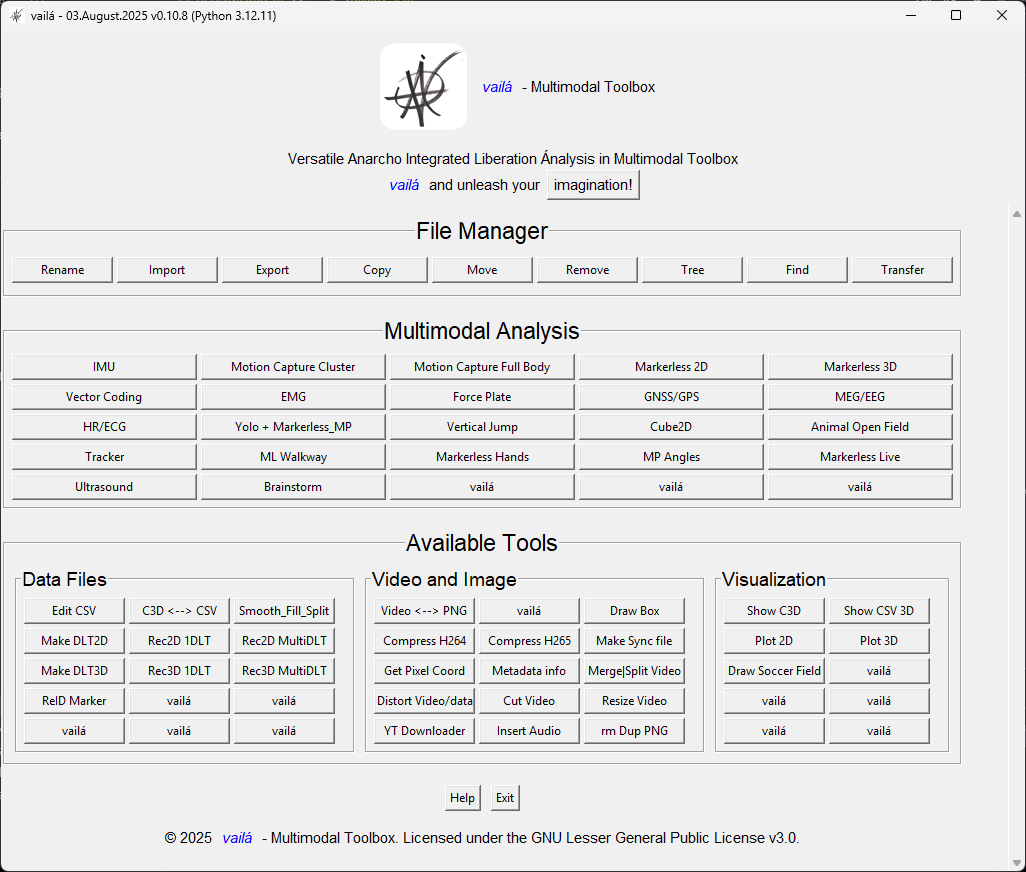 vailá - 03.August.2025 v0.10.8 (Python 3.12.11)
vailá - Multimodal Toolbox
Versatile Anarcho Integrated Liberation Ánalysis in Multimodal Toolbox
vailá and unleash your imagination!
File Manager
Rename Import Export Copy Move Remove Tree Find Transfer
Multimodal Analysis
IMU Motion Capture Cluster Motion Capture Full Body Markerless 2D Markerless 3D
Vector Coding EMG Force Plate GNSS/GPS MEG/EEG
HR/ECG Yolo + Markerless_MP Vertical Jump Cube2D Animal Open Field
Tracker ML Walkway Markerless Hands MP Angles Markerless Live
Ultrasound Brainstorm vailá vailá vailá
Available Tools
Data Files
Edit CSV C3D <--> CSV Smooth_Fill_Split
Make DLT2D Rec2D 1DLT Rec2D MultiDLT
Make DLT3D Rec3D 1DLT Rec3D MultiDLT
ReID Marker vailá vailá
vailá vailá vailá
Video and Image
Video <--> PNG vailá Draw Box
Compress H264 Compress H265 Make Sync file
Get Pixel Coord Metadata info Merge|Split Video
Distort Video/data Cut Video Resize Video
YT Downloader Insert Audio rm Dup PNG
Visualization
Show C3D Show CSV 3D
Plot 2D Plot 3D
Draw Soccer Field vailá
vailá vailá
vailá vailá
Help Exit
© 2025 vailá - Multimodal Toolbox. Licensed under the GNU Lesser General Public License v3.0.